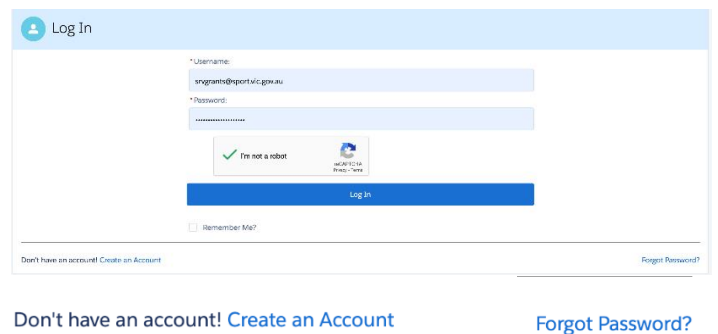 Log In
*Username:
srvgrants@sport.vic.gov.au
*Password:
I'm not a robot
reCAPTCHA
Privacy - Terms
Log In
Remember Me?
Don't have an account! Create an Account
Forgot Password?
Don't have an account! Create an Account
Forgot Password?